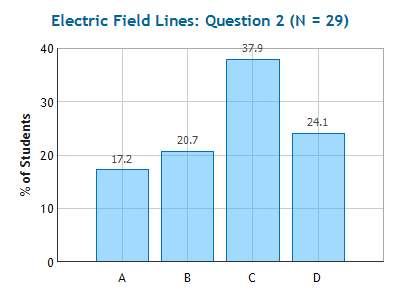 Electric Field Lines: Question 2 (N = 29)
% of Students
40
30
20
10
0
17.2
20.7
37.9
24.1
A
B
C
D